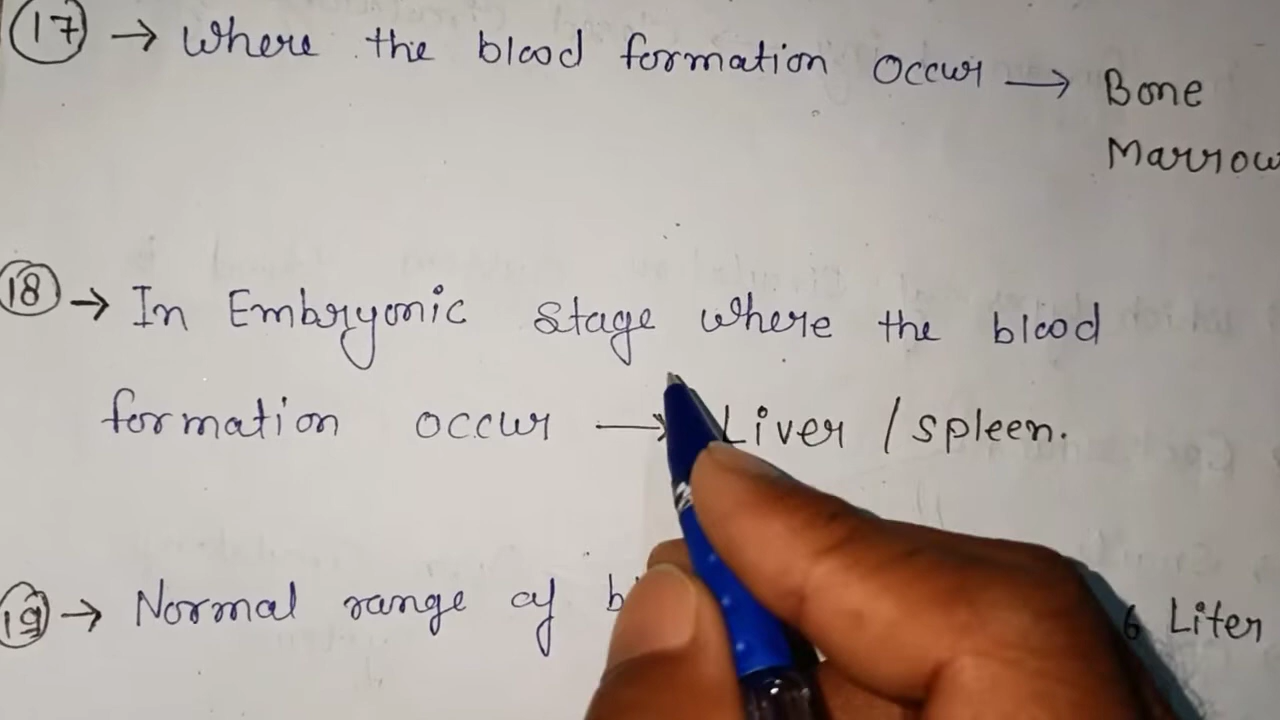 17 → Where the blood formation occur → Bone
Marrow
18 → In Embryonic stage where the blood
formation occur → Liver / spleen.
19 → Normal range of 6 Liter